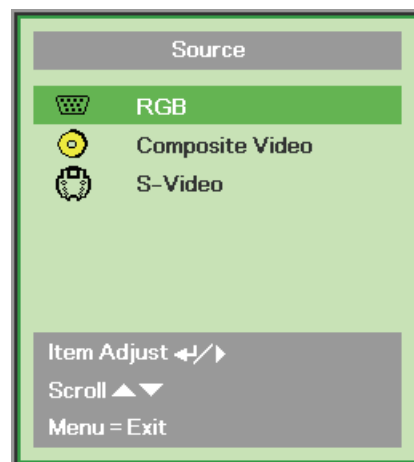 Source
RGB
Composite Video
S-Video
Item Adjust ↵/▶
Scroll ▲▼
Menu = Exit